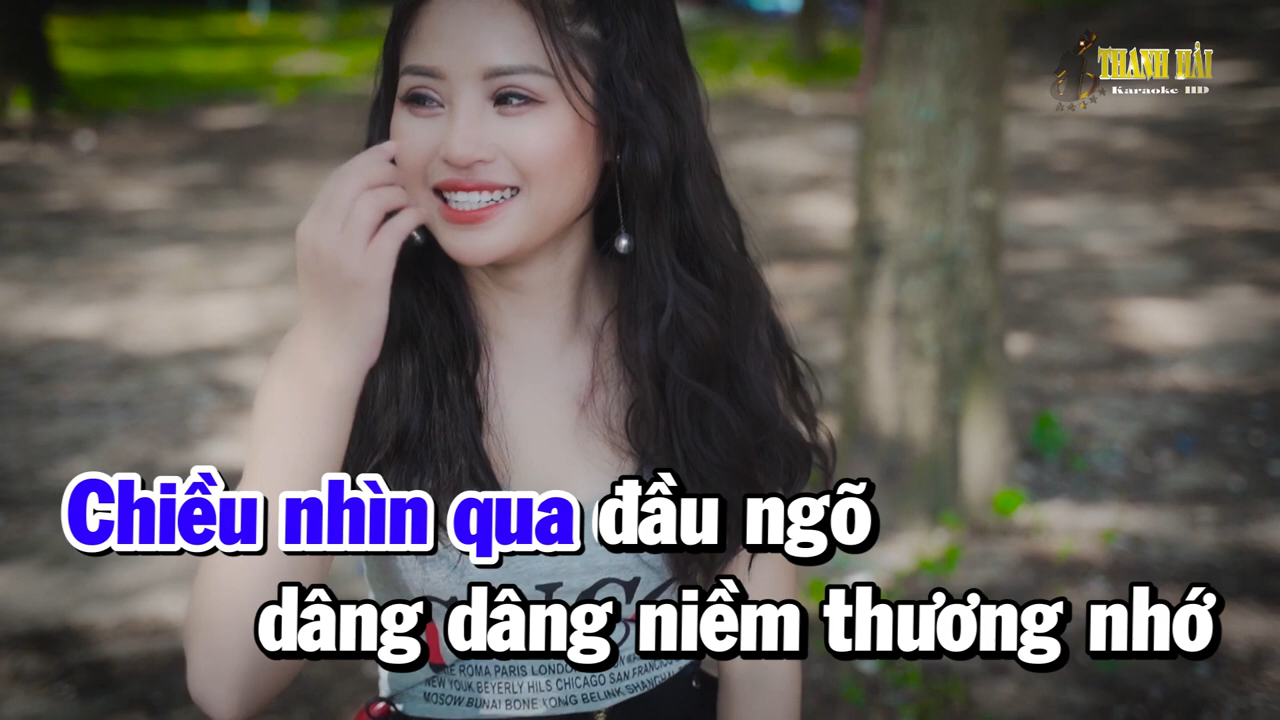 THANH HẢI
Karaoke HD
Chiều nhìn qua đầu ngõ
dâng dâng niềm thương nhớ
ROMA PARIS LONDON
NEW YOUK BEYERLY HILS CHICAGO SAN FRANCISC
MOSOW BUNAI BONE KONG BELINK SHANGHAI